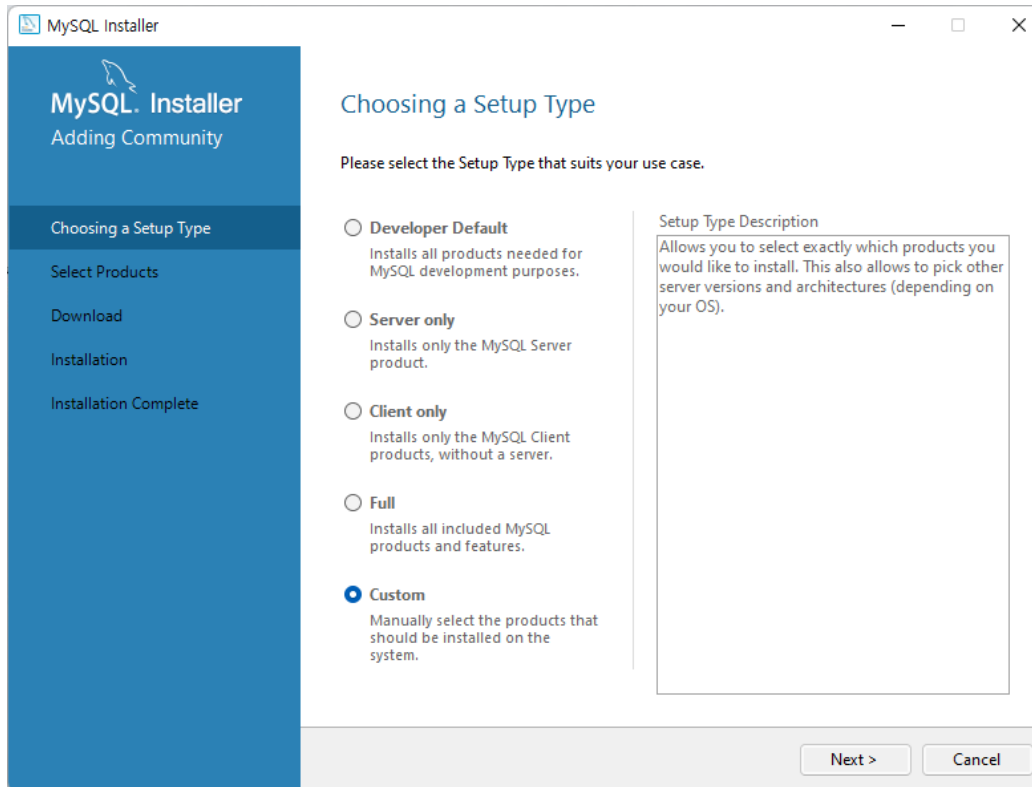 MySQL Installer
MySQL. Installer
Adding Community
Choosing a Setup Type
Select Products
Download
Installation
Installation Complete
Choosing a Setup Type
Please select the Setup Type that suits your use case.
Developer Default
Installs all products needed for
MySQL development purposes.
Server only
Installs only the MySQL Server
product.
Client only
Installs only the MySQL Client
products, without a server.
Full
Installs all included MySQL
products and features.
Custom
Manually select the products that
should be installed on the
system.
Setup Type Description
Allows you to select exactly which products you
would like to install. This also allows to pick other
server versions and architectures (depending on
your OS).
Next >
Cancel